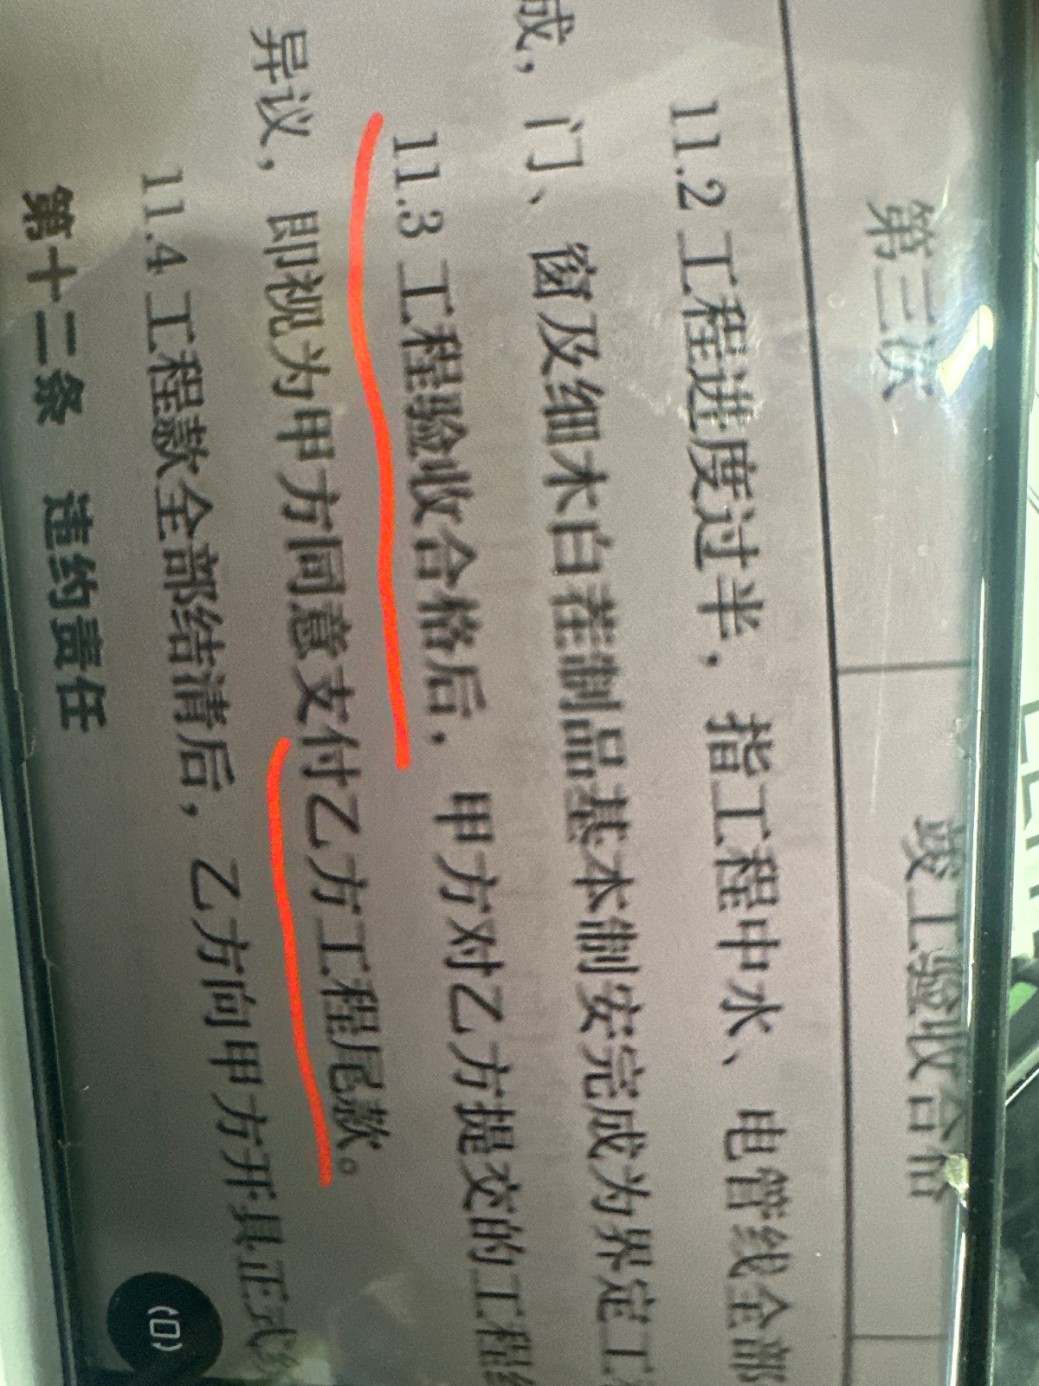 第三次 竣工验收合格
11.2 工程进度过半，指工程中水、电管线全部
成，门、窗及细木白茬制品基本制安完成为界定工
11.3 工程验收合格后，甲方对乙方提交的工程
异议，即视为甲方同意支付乙方工程尾款。
11.4 工程款全部结清后，乙方向甲方开具正式
第十二条 违约责任